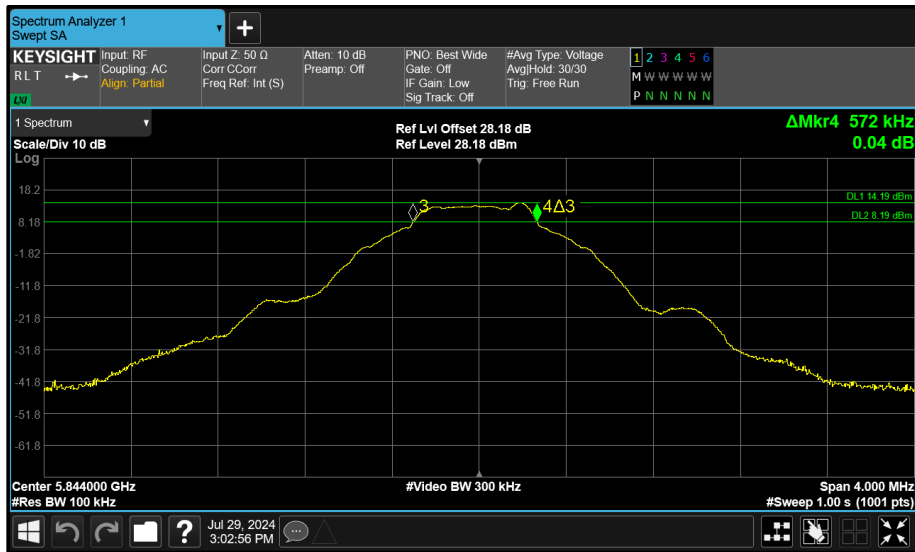 Spectrum Analyzer 1
Swept SA
KEYSIGHT
R L T
LXI
Input: RF
Coupling: AC
Align: Partial
Input Z: 50 Ω
Corr CCorr
Freq Ref: Int (S)
Atten: 10 dB
Preamp: Off
PNO: Best Wide
Gate: Off
IF Gain: Low
Sig Track: Off
#Avg Type: Voltage
Avg|Hold: 30/30
Trig: Free Run
1 2 3 4 5 6
M W W W W W
P N N N N N
1 Spectrum
Scale/Div 10 dB
Ref Lvl Offset 28.18 dB
Ref Level 28.18 dBm
ΔMkr4 572 kHz
0.04 dB
Log
18.2
8.18
-1.82
-11.8
-21.8
-31.8
-41.8
-51.8
-61.8
3
4Δ3
DL1 14.19 dBm
DL2 8.19 dBm
Center 5.844000 GHz
#Video BW 300 kHz
Span 4.000 MHz
#Res BW 100 kHz
#Sweep 1.00 s (1001 pts)
?
Jul 29, 2024
3:02:56 PM